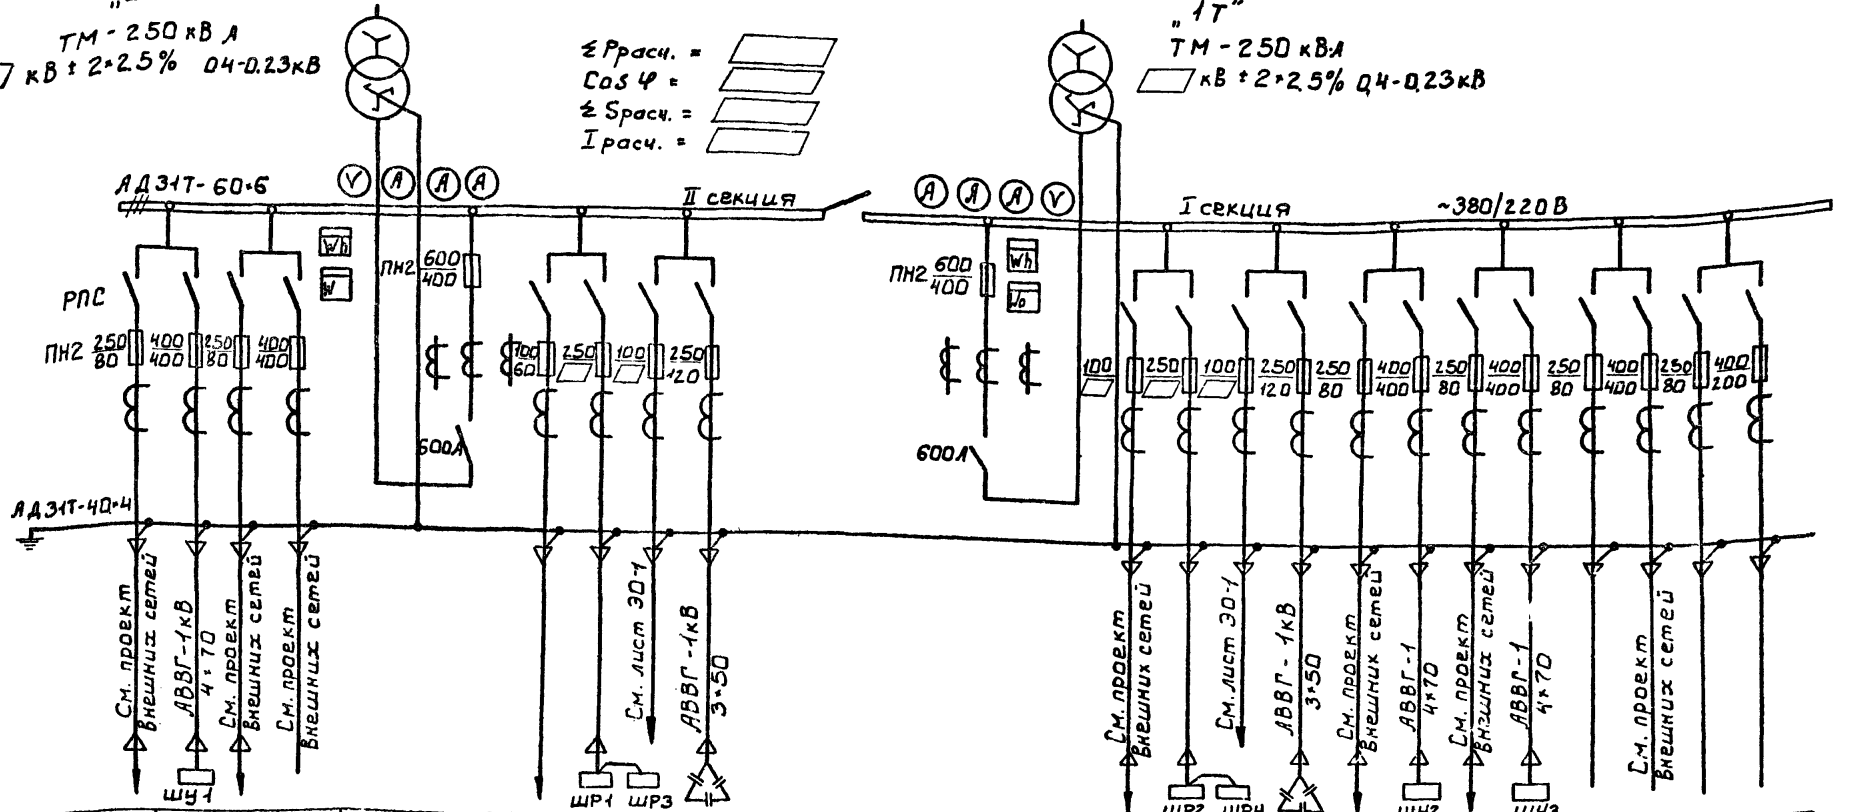 ТМ-250 кВ А
кВ ± 2×2.5% 0.4-0.23кВ
Σ Pрасч. =
Cos φ =
Σ Sрасч. =
I расч. =
„1Т"
ТМ-250 кВ·А
кВ ± 2×2,5% 0,4-0,23кВ
АД31Т-60×6
V A A A
II секция
A A A V
I секция
~380/220 В
Wh
W
ПН2 600/400
ПН2 600/400
Wh
РПС
ПН2 250/80 400/400 250/80 400/400
100/60 250 100 250/120
100 250 100 250/120 250/80 400/400 250/80 400/400 250/80 400/400 250/80 400/200
600А
600А
АД31Т-40×4
См. проект внешних сетей
АВВГ-1кВ 4×70
См. проект внешних сетей
См. проект внешних сетей
См. лист ЭО-1
АВВГ-1кВ 3×50
См. проект внешних сетей
См. лист ЭО-1
АВВГ-1кВ 3×50
См. проект внешних сетей
АВВГ-1 4×70
См. проект внешних сетей
АВВГ-1 4×70
См. проект внешних сетей
ШУ1
ШР1 ШР3